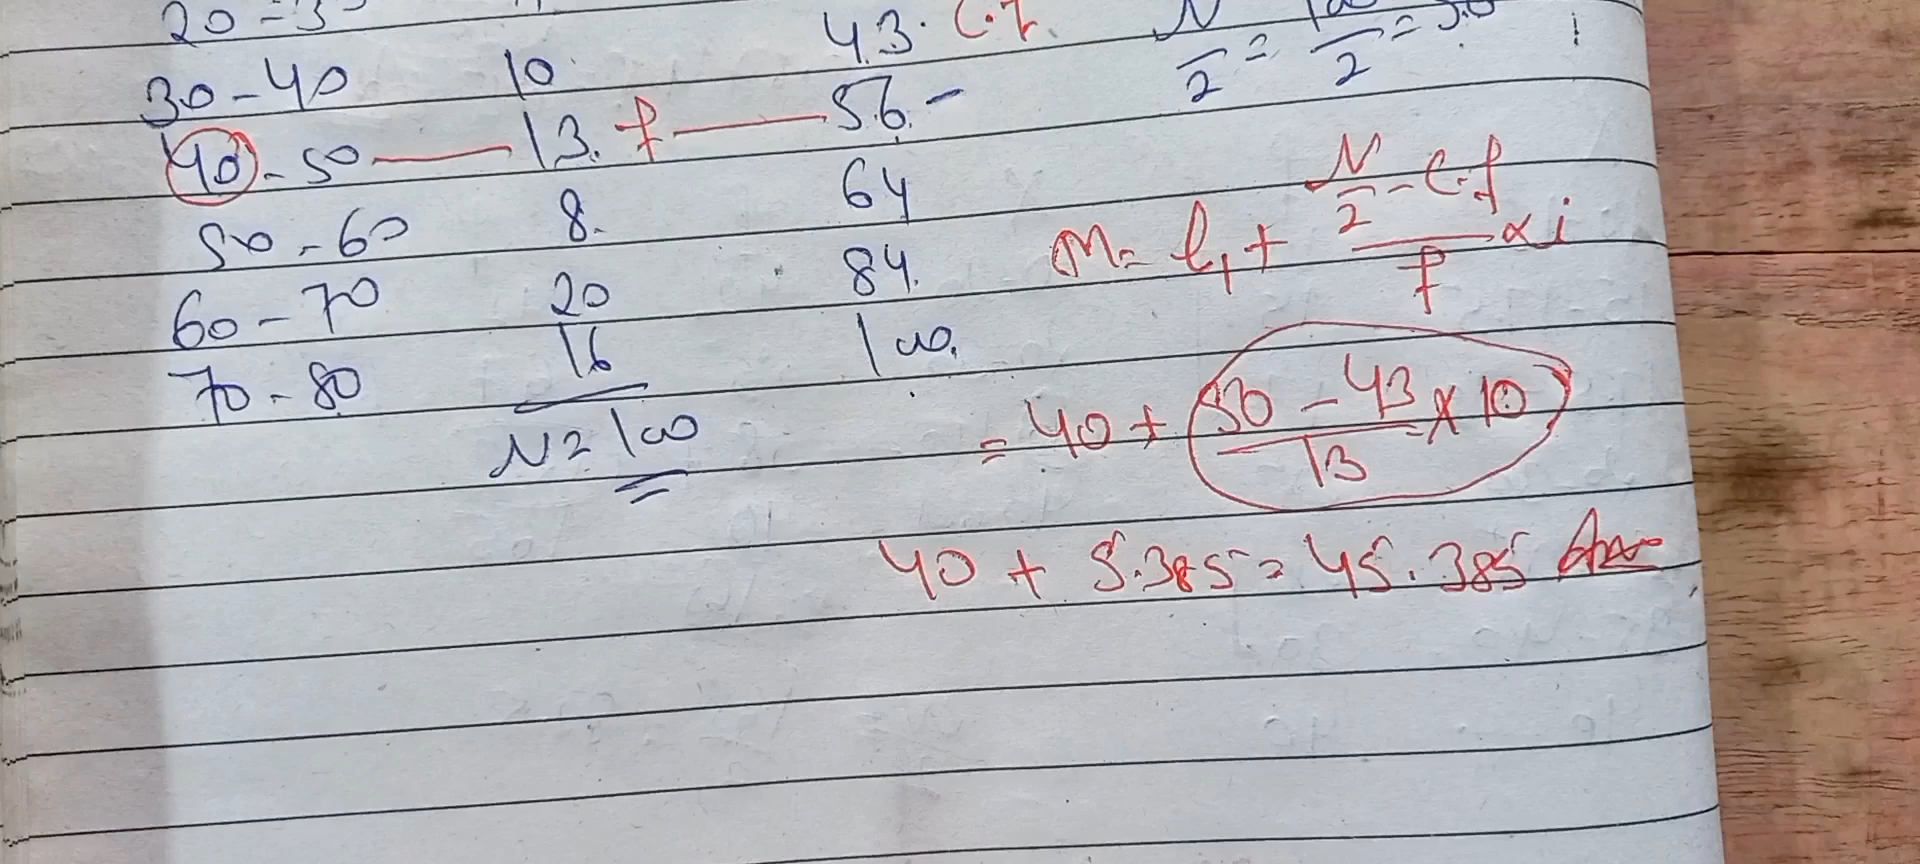 20-3
43. C.f.
N/2 = 100/2 = 50
30-40 10
56-
40-50 — 13. f —
50-60 8. 64
M = l₁ + (N/2 - C.f)/f × i
60-70 20 84.
70-80 16 100.
N = 100
= 40 + (50 - 43)/13 × 10
40 + 5.385 = 45.385 Ans